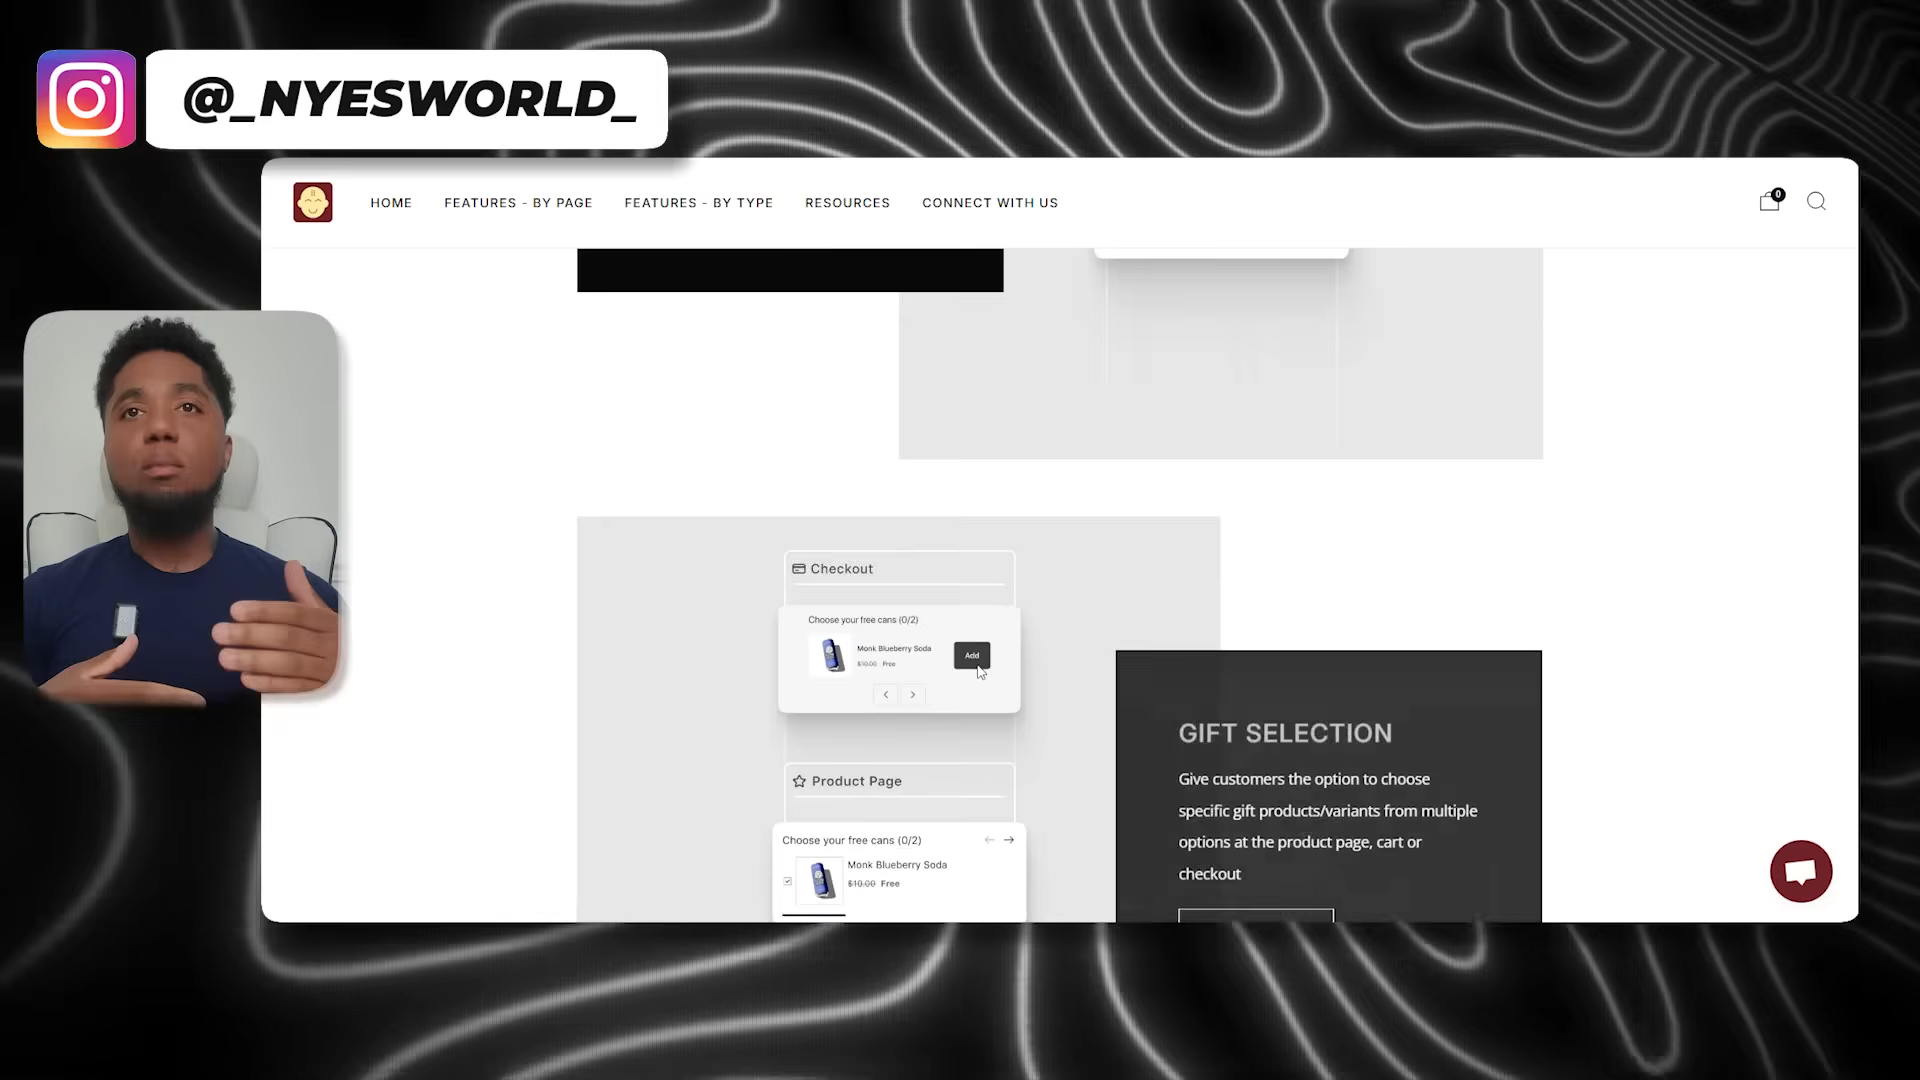 @_NYESWORLD_
HOME FEATURES - BY PAGE FEATURES - BY TYPE RESOURCES CONNECT WITH US
0
Checkout
Choose your free cans (0/2)
Monk Blueberry Soda
$10.00 Free
Add
Product Page
Choose your free cans (0/2)
Monk Blueberry Soda
$10.00 Free
GIFT SELECTION
Give customers the option to choose
specific gift products/variants from multiple
options at the product page, cart or
checkout